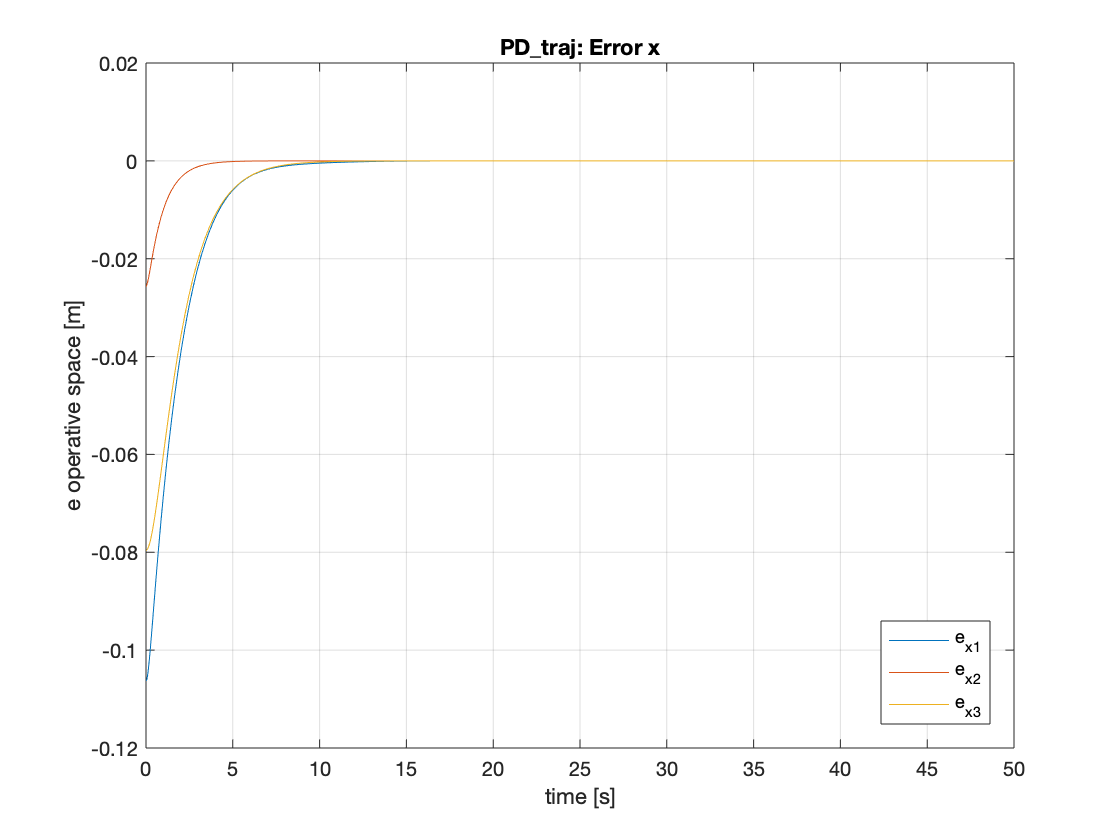 PD_traj: Error x
0.02
0
-0.02
-0.04
-0.06
-0.08
-0.1
-0.12
e operative space [m]
0 5 10 15 20 25 30 35 40 45 50
time [s]
e_x1
e_x2
e_x3